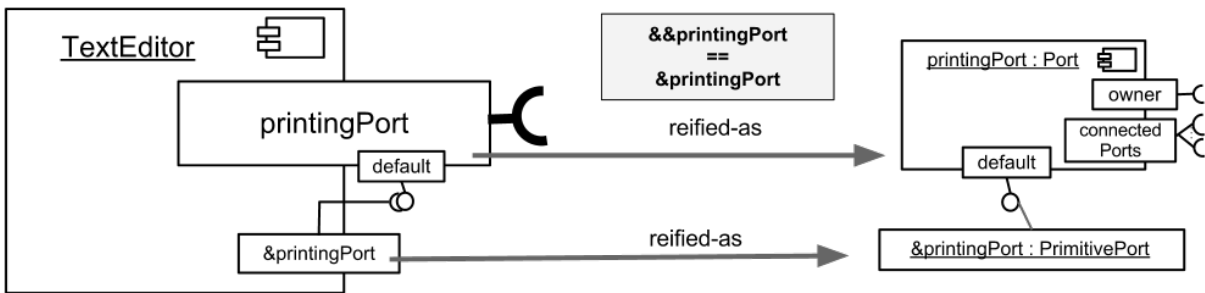 TextEditor
printingPort
default
&printingPort
&&printingPort
==
&printingPort
reified-as
reified-as
printingPort : Port
owner
connected
Ports
default
&printingPort : PrimitivePort